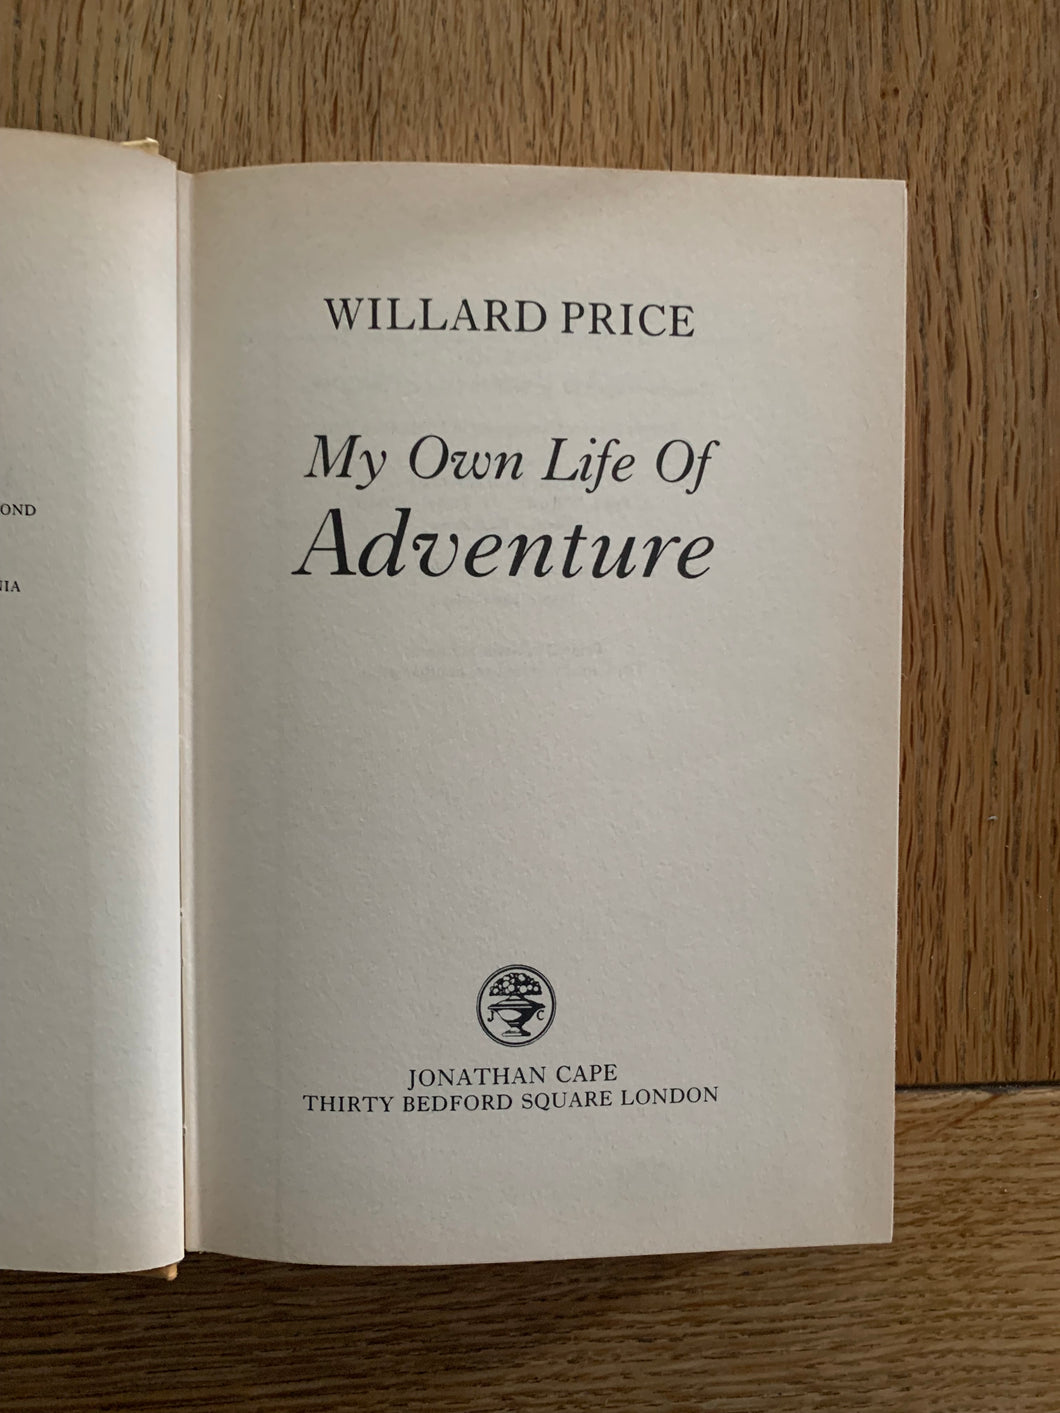 WILLARD PRICE
My Own Life Of
Adventure
J C
JONATHAN CAPE
THIRTY BEDFORD SQUARE LONDON